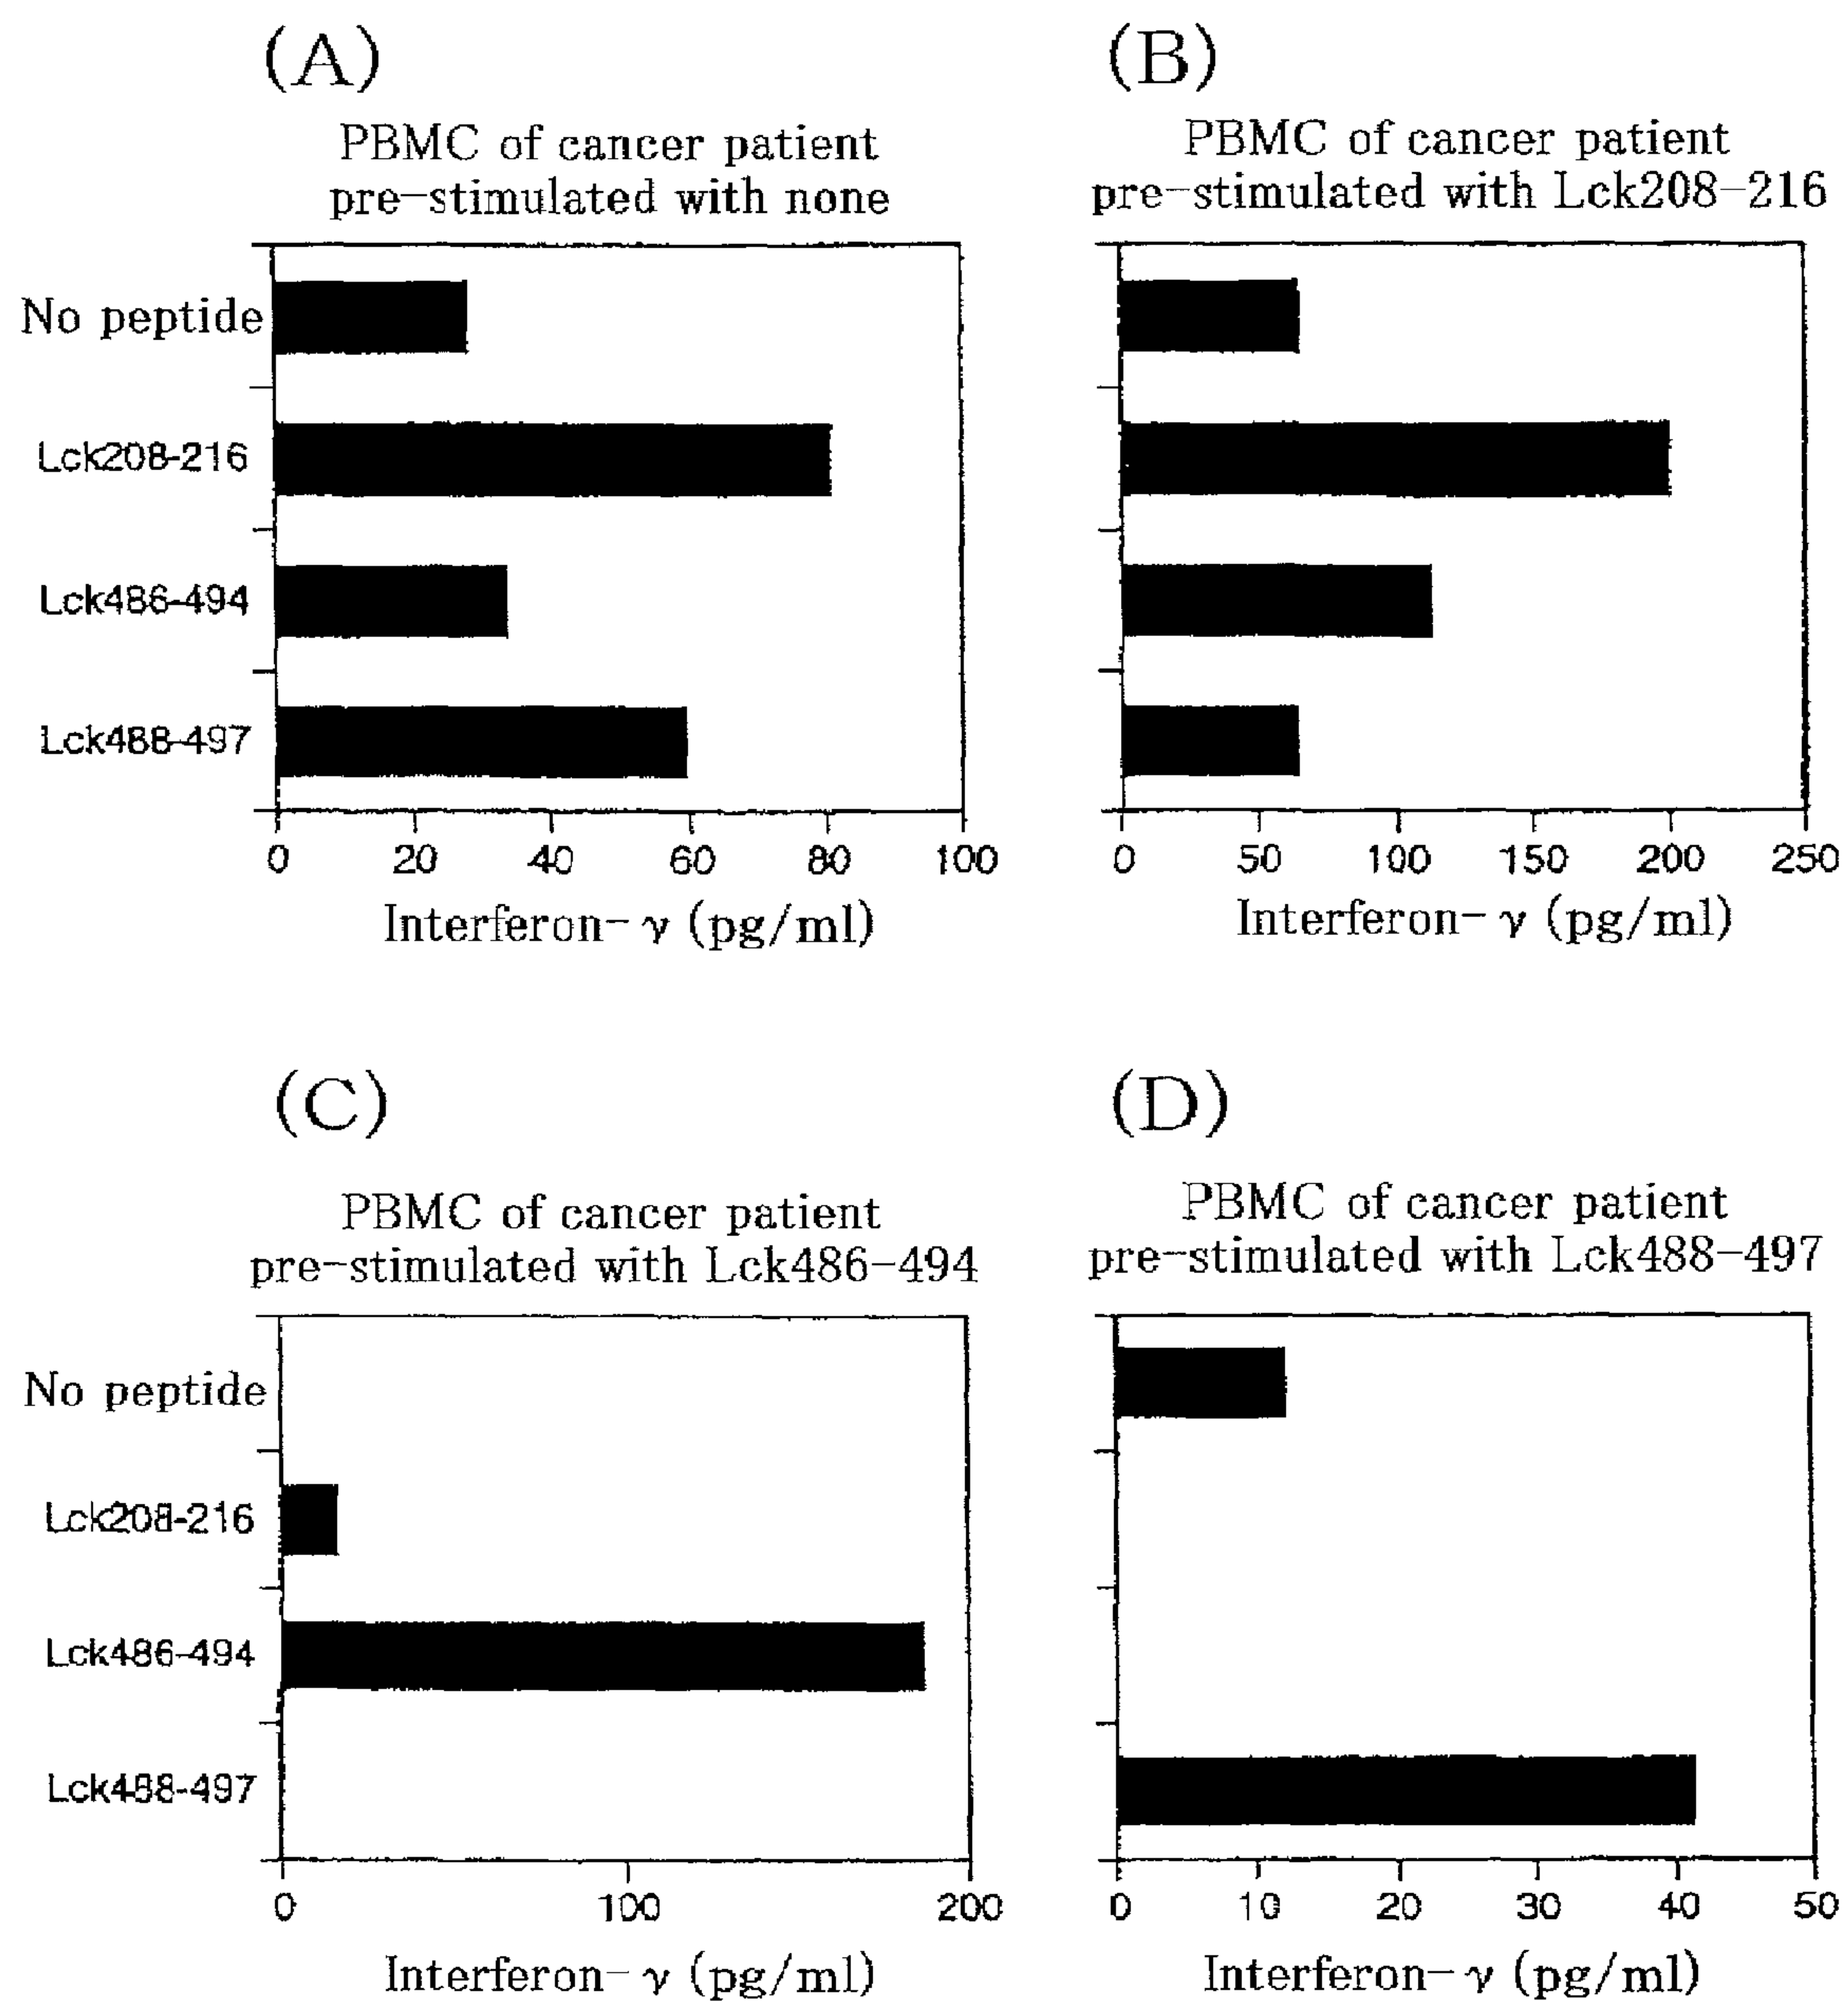 (A)
PBMC of cancer patient
pre-stimulated with none
No peptide
Lck208-216
Lck486-494
Lck488-497
0 20 40 60 80 100
Interferon-γ (pg/ml)
(B)
PBMC of cancer patient
pre-stimulated with Lck208-216
0 50 100 150 200 250
Interferon-γ (pg/ml)
(C)
PBMC of cancer patient
pre-stimulated with Lck486-494
No peptide
Lck208-216
Lck486-494
Lck488-497
0 100 200
Interferon-γ (pg/ml)
(D)
PBMC of cancer patient
pre-stimulated with Lck488-497
0 10 20 30 40 50
Interferon-γ (pg/ml)